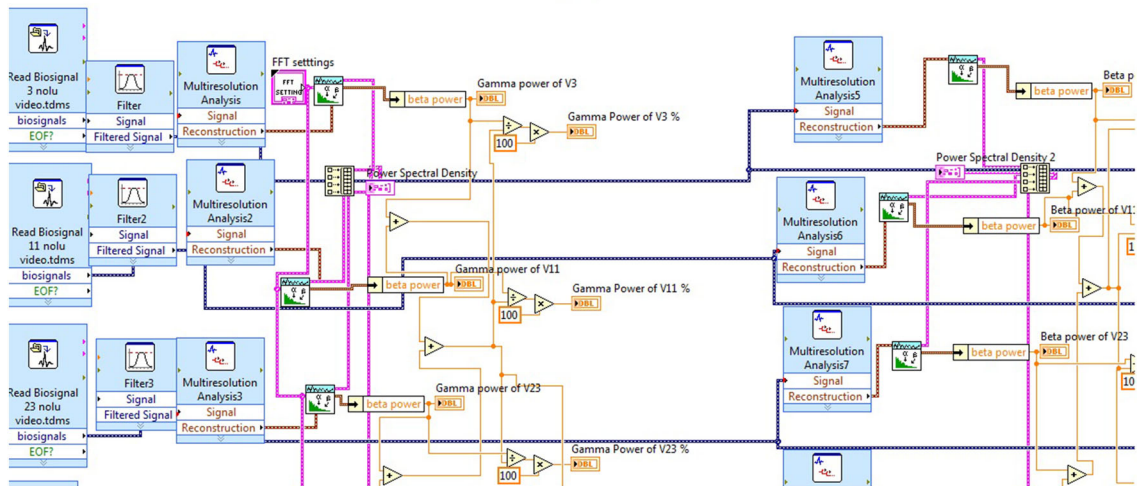 Read Biosignal
3 nolu
video.tdms
biosignals
EOF?
Filter
Signal
Filtered Signal
Multiresolution
Analysis
Signal
Reconstruction
FFT setttings
FFT
SETTING
beta power
Gamma power of V3
DBL
100
Gamma Power of V3 %
DBL
Multiresolution
Analysis5
Signal
Reconstruction
beta power
Beta p
DBL
Read Biosignal
11 nolu
video.tdms
biosignals
EOF?
Filter2
Signal
Filtered Signal
Multiresolution
Analysis2
Signal
Reconstruction
Power Spectral Density
beta power
Gamma power of V11
DBL
100
Gamma Power of V11 %
DBL
Multiresolution
Analysis6
Signal
Reconstruction
Power Spectral Density 2
beta power
Beta power of V11
DBL
1
Read Biosignal
23 nolu
video.tdms
biosignals
EOF?
Filter3
Signal
Filtered Signal
Multiresolution
Analysis3
Signal
Reconstruction
beta power
Gamma power of V23
DBL
100
Gamma Power of V23 %
DBL
Multiresolution
Analysis7
Signal
Reconstruction
beta power
Beta power of V23
DBL
10